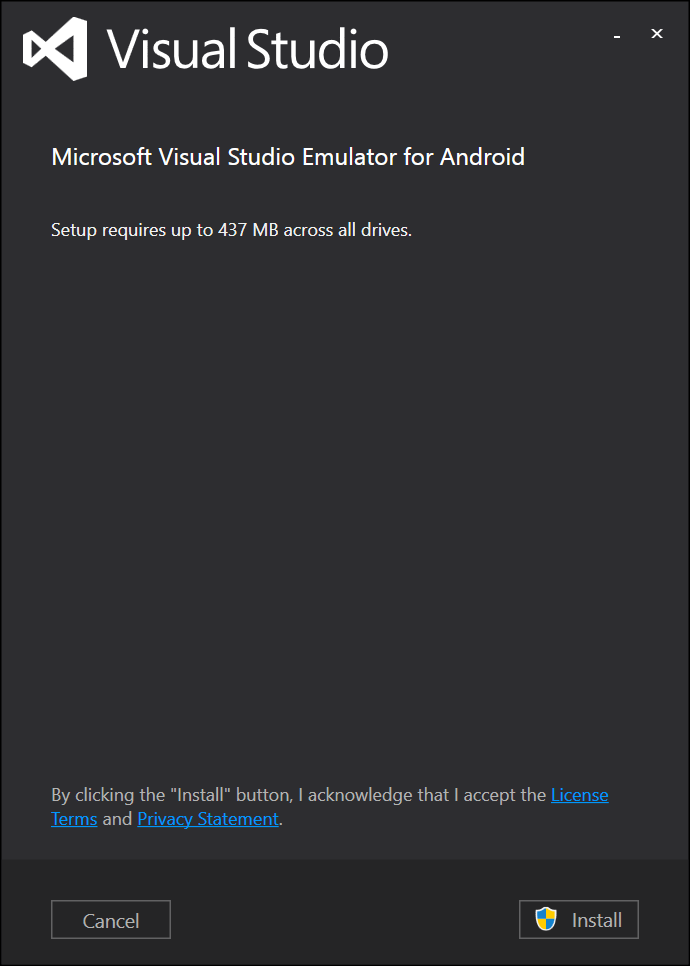 Visual Studio
Microsoft Visual Studio Emulator for Android
Setup requires up to 437 MB across all drives.
By clicking the "Install" button, I acknowledge that I accept the License
Terms and Privacy Statement.
Cancel
Install